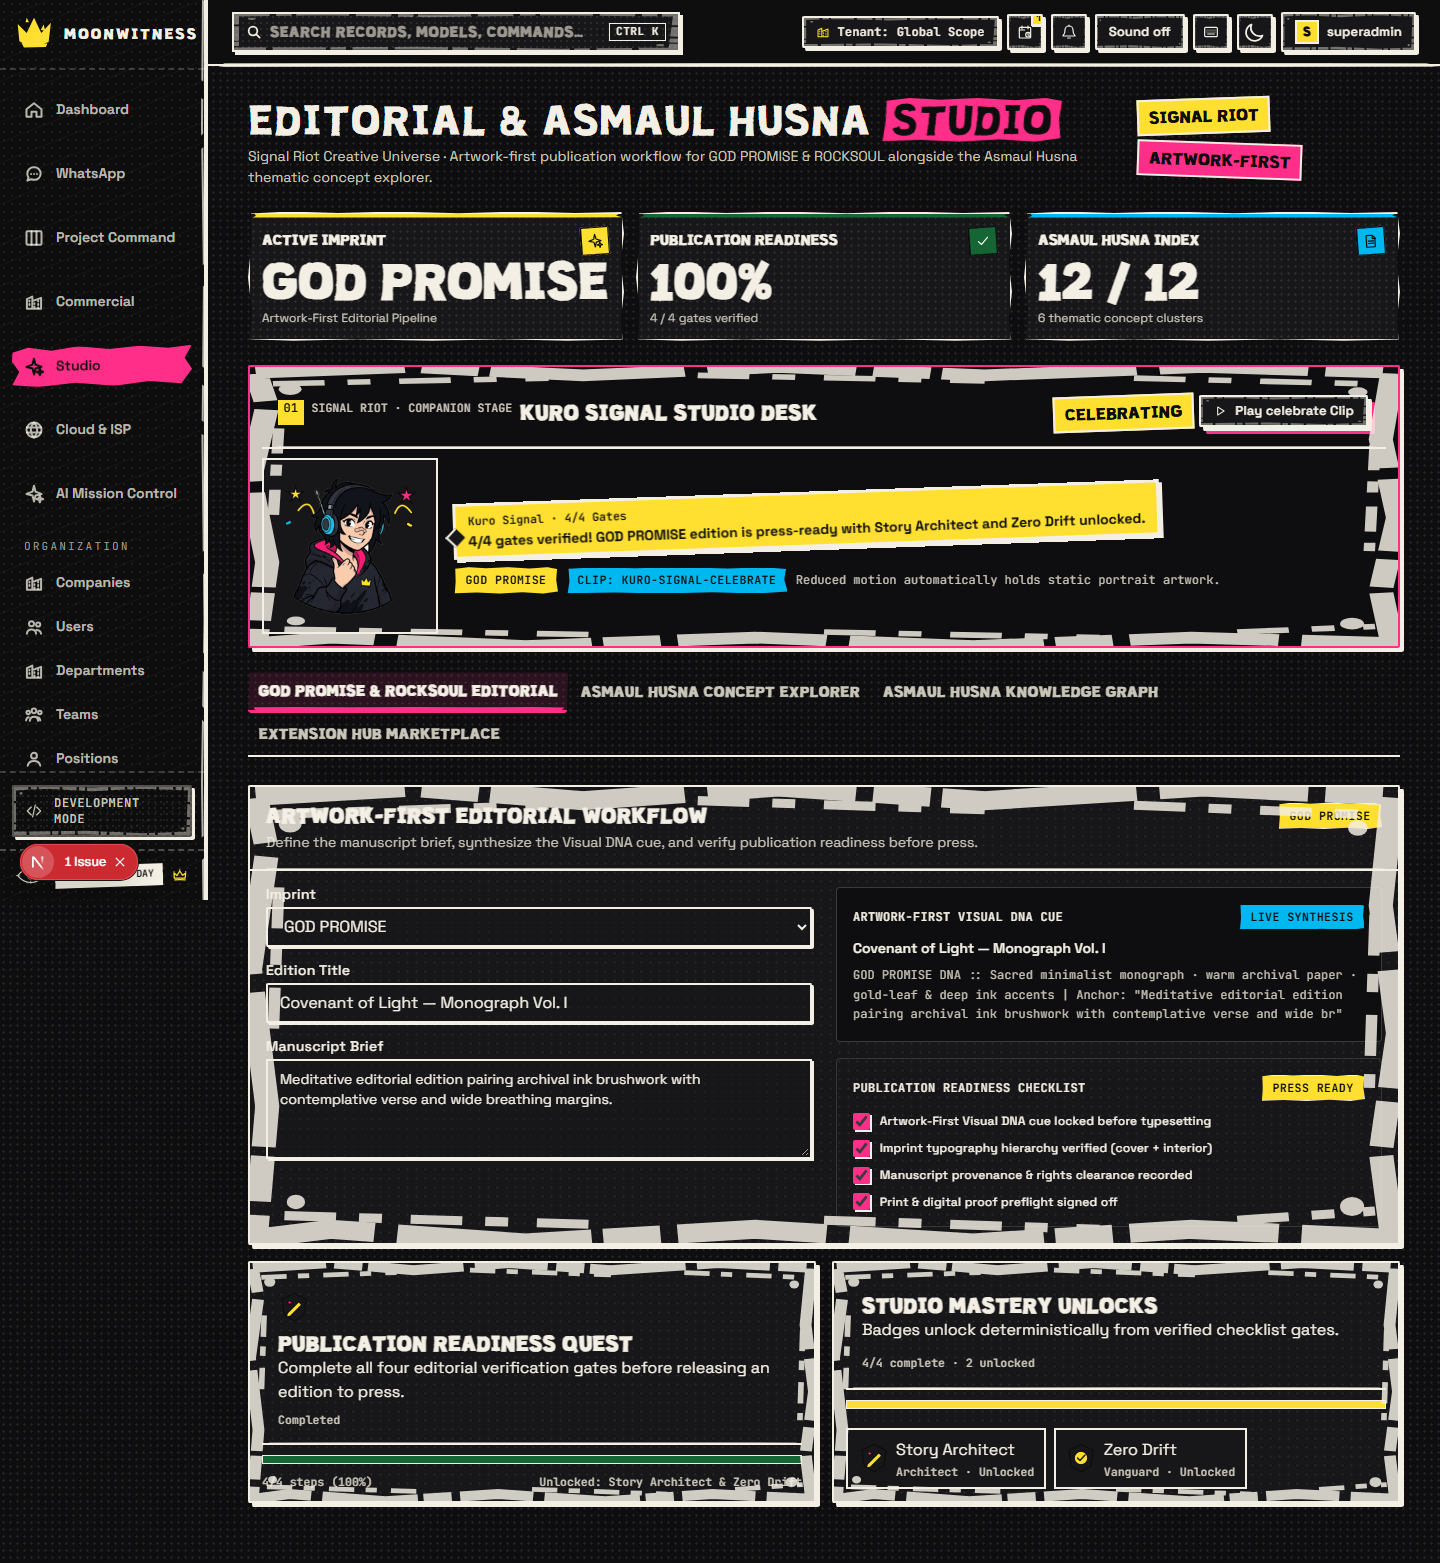 MOONWITNESS
SEARCH RECORDS, MODELS, COMMANDS…
CTRL K
Tenant: Global Scope
Sound off
S
superadmin
Dashboard
WhatsApp
Project Command
Commercial
Studio
Cloud & ISP
AI Mission Control
ORGANIZATION
Companies
Users
Departments
Teams
Positions
DEVELOPMENT
MODE
N
1 Issue
DAY
EDITORIAL & ASMAUL HUSNA STUDIO
Signal Riot Creative Universe · Artwork-first publication workflow for GOD PROMISE & ROCKSOUL alongside the Asmaul Husna
thematic concept explorer.
SIGNAL RIOT
ARTWORK-FIRST
ACTIVE IMPRINT
GOD PROMISE
Artwork-First Editorial Pipeline
PUBLICATION READINESS
100%
4 / 4 gates verified
ASMAUL HUSNA INDEX
12 / 12
6 thematic concept clusters
01
SIGNAL RIOT · COMPANION STAGE
KURO SIGNAL STUDIO DESK
CELEBRATING
Play celebrate Clip
Kuro Signal · 4/4 Gates
4/4 gates verified! GOD PROMISE edition is press-ready with Story Architect and Zero Drift unlocked.
GOD PROMISE
CLIP: KURO-SIGNAL-CELEBRATE
Reduced motion automatically holds static portrait artwork.
GOD PROMISE & ROCKSOUL EDITORIAL
ASMAUL HUSNA CONCEPT EXPLORER
ASMAUL HUSNA KNOWLEDGE GRAPH
EXTENSION HUB MARKETPLACE
ARTWORK-FIRST EDITORIAL WORKFLOW
Define the manuscript brief, synthesize the Visual DNA cue, and verify publication readiness before press.
GOD PROMISE
Imprint
GOD PROMISE
Edition Title
Covenant of Light — Monograph Vol. I
Manuscript Brief
Meditative editorial edition pairing archival ink brushwork with
contemplative verse and wide breathing margins.
ARTWORK-FIRST VISUAL DNA CUE
LIVE SYNTHESIS
Covenant of Light — Monograph Vol. I
GOD PROMISE DNA :: Sacred minimalist monograph · warm archival paper ·
gold-leaf & deep ink accents | Anchor: "Meditative editorial edition
pairing archival ink brushwork with contemplative verse and wide br"
PUBLICATION READINESS CHECKLIST
PRESS READY
Artwork-First Visual DNA cue locked before typesetting
Imprint typography hierarchy verified (cover + interior)
Manuscript provenance & rights clearance recorded
Print & digital proof preflight signed off
PUBLICATION READINESS QUEST
Complete all four editorial verification gates before releasing an
edition to press.
Completed
4/4 steps (100%)
Unlocked: Story Architect & Zero Drift
STUDIO MASTERY UNLOCKS
Badges unlock deterministically from verified checklist gates.
4/4 complete · 2 unlocked
Story Architect
Architect · Unlocked
Zero Drift
Vanguard · Unlocked